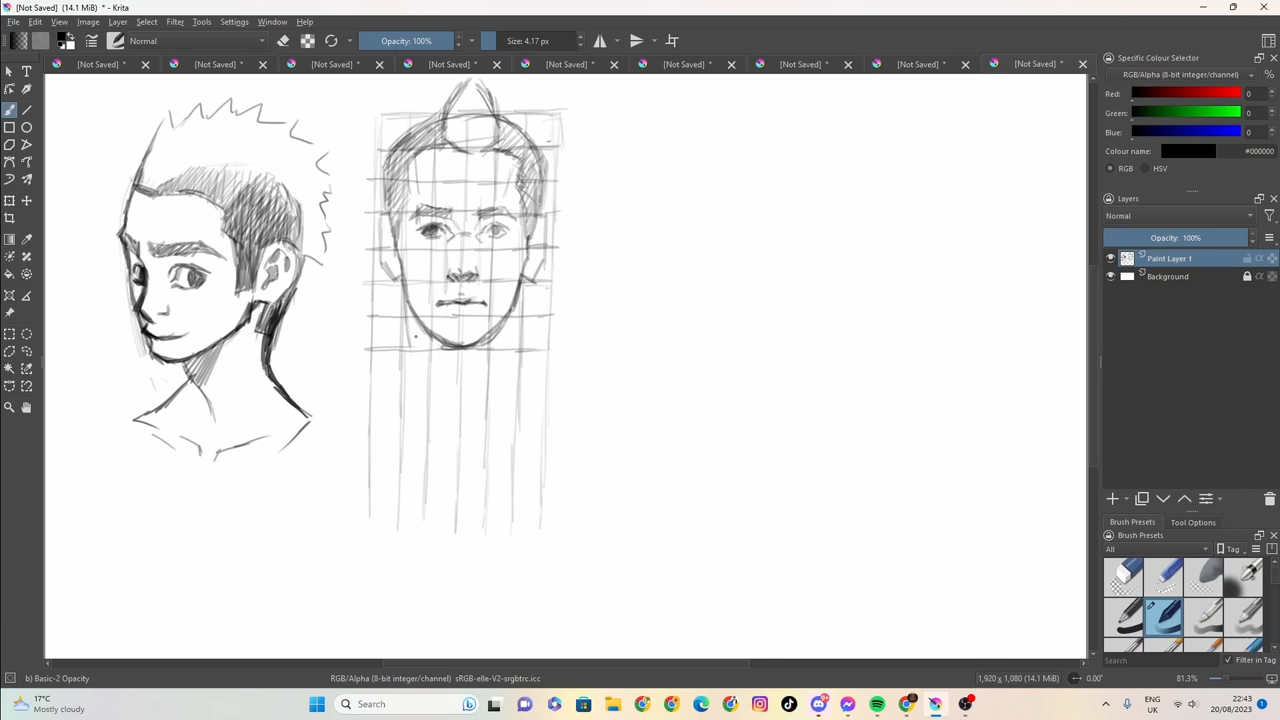 [Not Saved] (14.1 MiB) * - Krita
File Edit View Image Layer Select Filter Tools Settings Window Help
Normal Opacity: 100% Size: 4.17 px
[Not Saved] * [Not Saved] * [Not Saved] * [Not Saved] * [Not Saved] * [Not Saved] * [Not Saved] * [Not Saved] * [Not Saved] *
Specific Colour Selector
RGB/Alpha (8-bit integer/channel) %
Red: 0
Green: 0
Blue: 0
Colour name: #000000
RGB HSV
Layers
Normal
Opacity: 100%
Paint Layer 1
Background
Brush Presets Tool Options
Brush Presets
All Tag
Search Filter in Tag
b) Basic-2 Opacity RGB/Alpha (8-bit integer/channel) sRGB-elle-V2-srgbtrc.icc 1,920 x 1,080 (14.1 MiB) 0.00° 81.3%
17°C
Mostly cloudy
Search
ENG
UK
22:43
20/08/2023